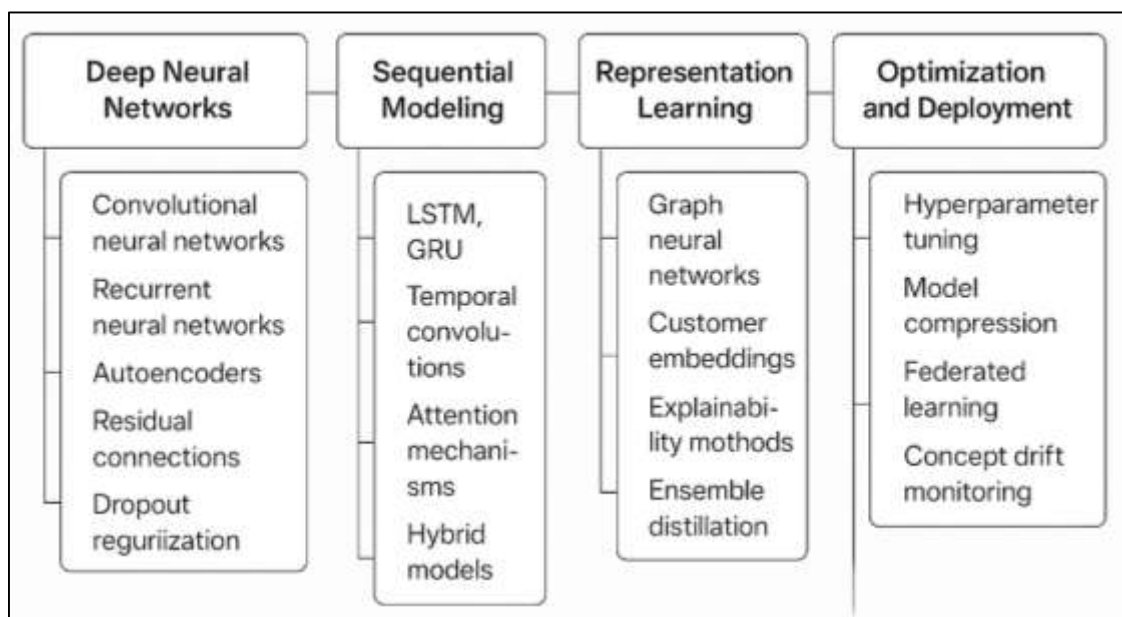 Deep Neural
Networks
Convolutional
neural networks
Recurrent
neural networks
Autoencoders
Residual
connections
Dropout
reguriization
Sequential
Modeling
LSTM,
GRU
Temporal
convolu-
tions
Attention
mechani-
sms
Hybrid
models
Representation
Learning
Graph
neural
networks
Customer
embeddings
Explainabi-
lity mothods
Ensemble
distillation
Optimization
and Deployment
Hyperparameter
tuning
Model
compression
Federated
learning
Concept drift
monitoring